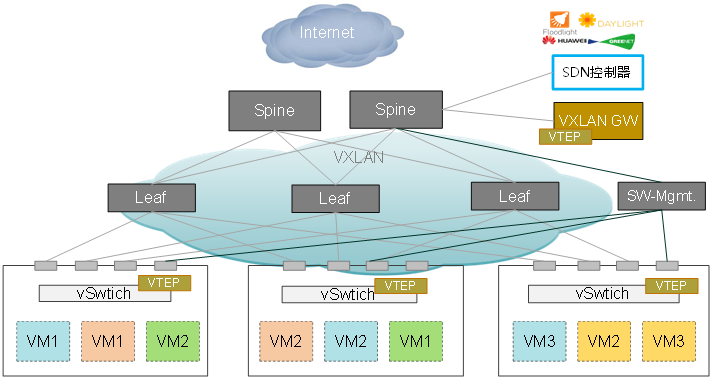 Internet
Floodlight
DAYLIGHT
HUAWEI
GREENET
SDN控制器
Spine
Spine
VXLAN GW
VTEP
VXLAN
Leaf
Leaf
Leaf
SW-Mgmt.
VTEP
vSwtich
VTEP
vSwtich
VTEP
vSwtich
VM1
VM1
VM2
VM2
VM2
VM1
VM3
VM2
VM3